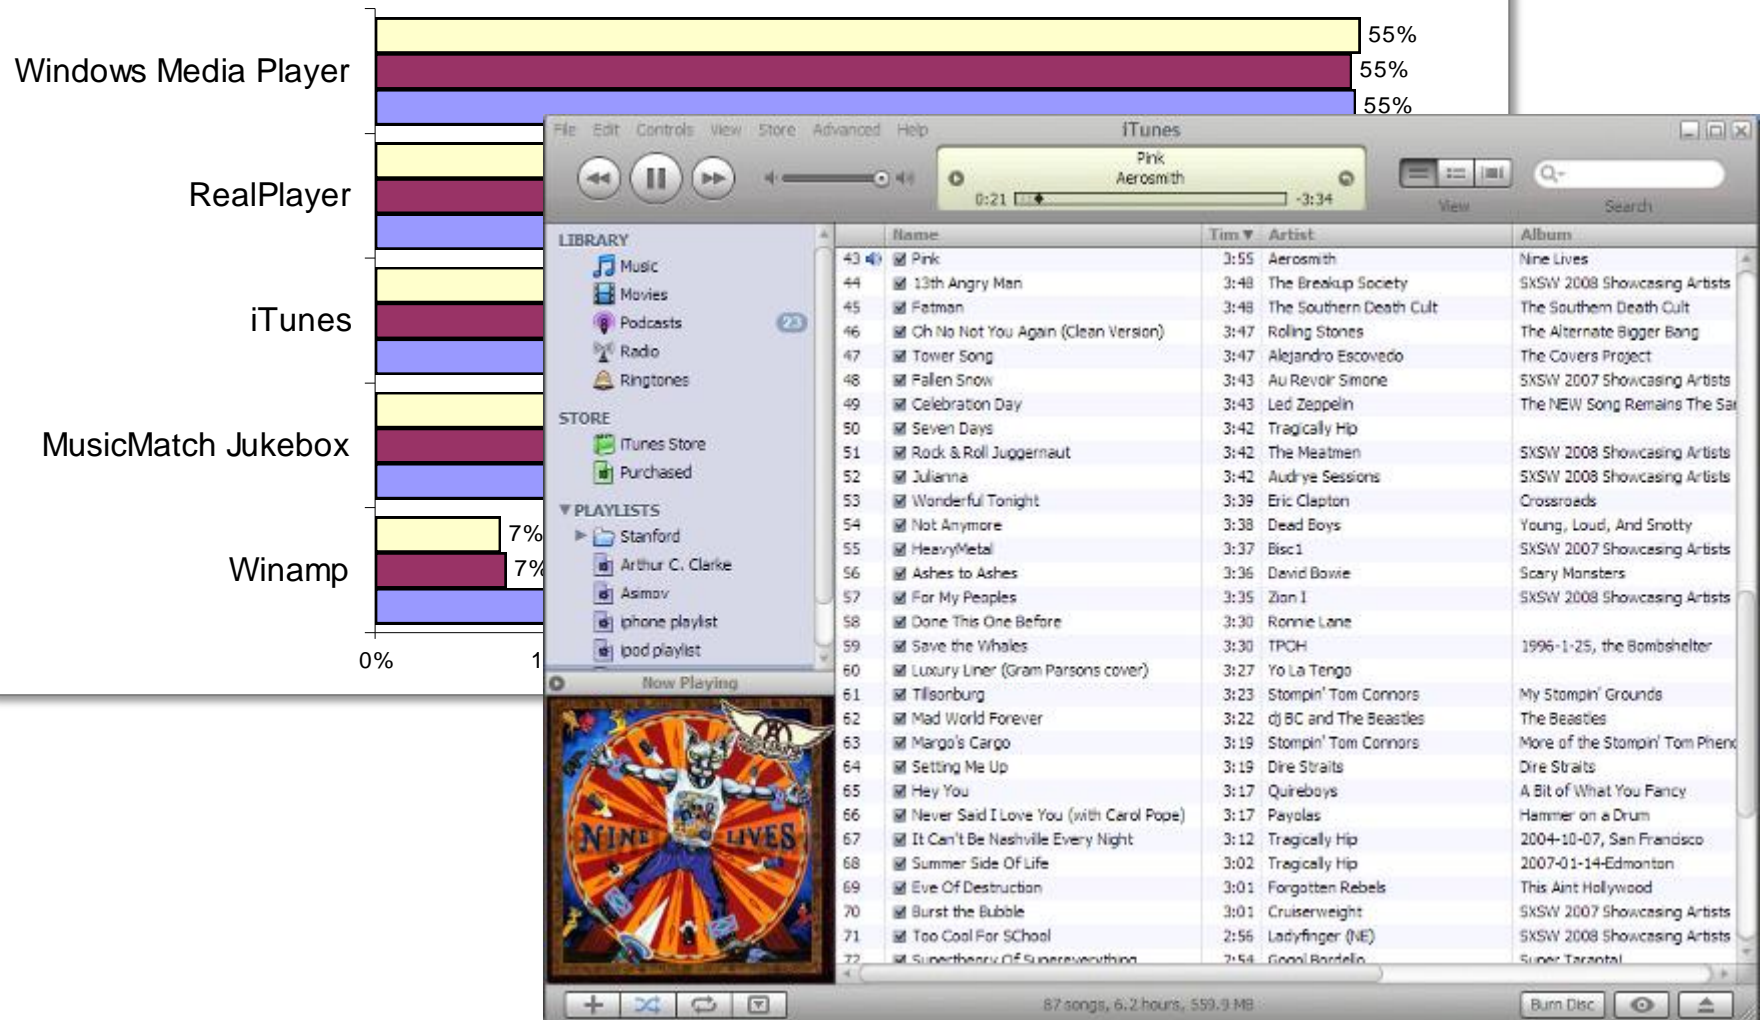 55%
Windows Media Player
55%
55%
RealPlayer
iTunes
MusicMatch Jukebox
7%
Winamp
7%
0%
1
File Edit Controls View Store Advanced Help
iTunes
Pink
Aerosmith
0:21 -3:34
View
Search
LIBRARY
Music
Movies
Podcasts 23
Radio
Ringtones
STORE
iTunes Store
Purchased
PLAYLISTS
Stanford
Arthur C. Clarke
Asimov
iphone playlist
ipod playlist
Now Playing
NINE LIVES
Name Tim Artist Album
43 Pink 3:55 Aerosmith Nine Lives
44 13th Angry Man 3:48 The Breakup Society SXSW 2008 Showcasing Artists
45 Fatman 3:48 The Southern Death Cult The Southern Death Cult
46 Oh No Not You Again (Clean Version) 3:47 Rolling Stones The Alternate Bigger Bang
47 Tower Song 3:47 Alejandro Escovedo The Covers Project
48 Fallen Snow 3:43 Au Revoir Simone SXSW 2007 Showcasing Artists
49 Celebration Day 3:43 Led Zeppelin The NEW Song Remains The Sa
50 Seven Days 3:42 Tragically Hip
51 Rock & Roll Juggernaut 3:42 The Meatmen SXSW 2008 Showcasing Artists
52 Julianna 3:42 Audrye Sessions SXSW 2008 Showcasing Artists
53 Wonderful Tonight 3:39 Eric Clapton Crossroads
54 Not Anymore 3:38 Dead Boys Young, Loud, And Snotty
55 HeavyMetal 3:37 Bisc1 SXSW 2007 Showcasing Artists
56 Ashes to Ashes 3:36 David Bowie Scary Monsters
57 For My Peoples 3:35 Zion I SXSW 2008 Showcasing Artists
58 Done This One Before 3:30 Ronnie Lane
59 Save the Whales 3:30 TPOH 1996-1-25, the Bombshelter
60 Luxury Liner (Gram Parsons cover) 3:27 Yo La Tengo
61 Tillsonburg 3:23 Stompin' Tom Connors My Stompin' Grounds
62 Mad World Forever 3:22 dj BC and The Beastles The Beastles
63 Margo's Cargo 3:19 Stompin' Tom Connors More of the Stompin' Tom Pheno
64 Setting Me Up 3:19 Dire Straits Dire Straits
65 Hey You 3:17 Quireboys A Bit of What You Fancy
66 Never Said I Love You (with Carol Pope) 3:17 Payolas Hammer on a Drum
67 It Can't Be Nashville Every Night 3:12 Tragically Hip 2004-10-07, San Francisco
68 Summer Side Of Life 3:02 Tragically Hip 2007-01-14-Edmonton
69 Eve Of Destruction 3:01 Forgotten Rebels This Aint Hollywood
70 Burst the Bubble 3:01 Cruiserweight SXSW 2007 Showcasing Artists
71 Too Cool For SChool 2:56 Ladyfinger (NE) SXSW 2008 Showcasing Artists
72 Supertheory Of Supereverything 2:54 Gogol Bordello Super Taranta!
87 songs, 6.2 hours, 559.9 MB
Burn Disc